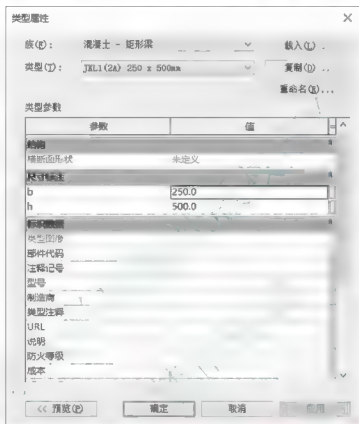 类型属性
族(F): 混凝土 - 矩形梁 载入(L)..
类型(T): JKL1(2A) 250 x 500mm 复制(D)..
重命名(R)...
类型参数
参数 值 =
结构
横断面形状 未定义
尺寸标注
b 250.0
h 500.0
标识数据
类型图像
部件代码
注释记号
型号
制造商
类型注释
URL
说明
防火等级
成本
<< 预览(P) 确定 取消 应用